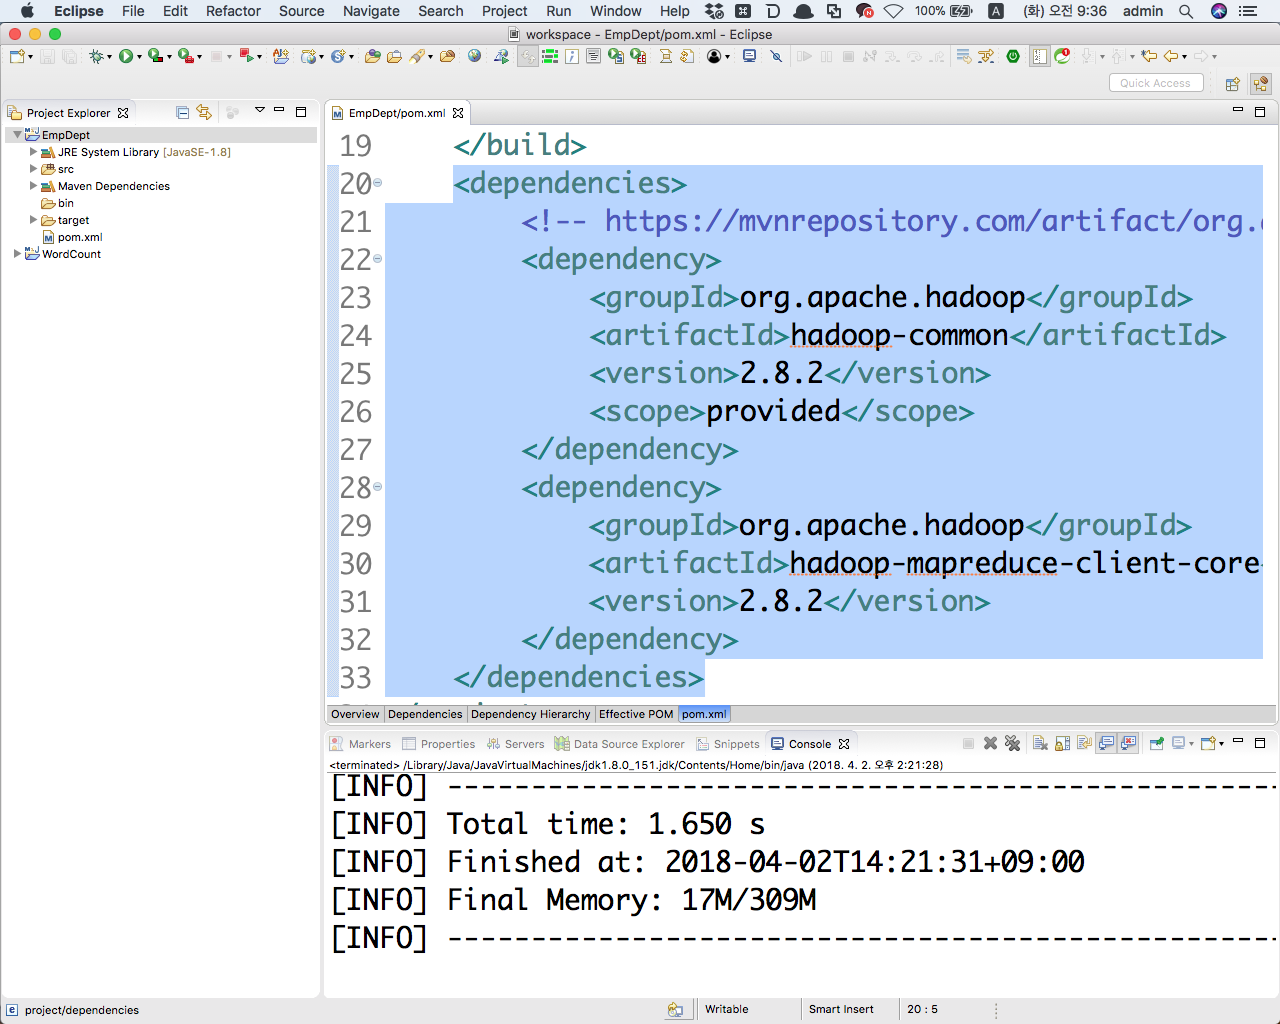 Eclipse File Edit Refactor Source Navigate Search Project Run Window Help 100% A (화) 오전 9:36 admin
workspace - EmpDept/pom.xml - Eclipse
Quick Access
Project Explorer
EmpDept
JRE System Library [JavaSE-1.8]
src
Maven Dependencies
bin
target
pom.xml
WordCount
EmpDept/pom.xml
19 </build>
20 <dependencies>
21 <!-- https://mvnrepository.com/artifact/org.
22 <dependency>
23 <groupId>org.apache.hadoop</groupId>
24 <artifactId>hadoop-common</artifactId>
25 <version>2.8.2</version>
26 <scope>provided</scope>
27 </dependency>
28 <dependency>
29 <groupId>org.apache.hadoop</groupId>
30 <artifactId>hadoop-mapreduce-client-core
31 <version>2.8.2</version>
32 </dependency>
33 </dependencies>
Overview Dependencies Dependency Hierarchy Effective POM pom.xml
Markers Properties Servers Data Source Explorer Snippets Console
<terminated> /Library/Java/JavaVirtualMachines/jdk1.8.0_151.jdk/Contents/Home/bin/java (2018. 4. 2. 오후 2:21:28)
[INFO] ------------------------------------------------
[INFO] Total time: 1.650 s
[INFO] Finished at: 2018-04-02T14:21:31+09:00
[INFO] Final Memory: 17M/309M
[INFO] ------------------------------------------------
project/dependencies Writable Smart Insert 20 : 5